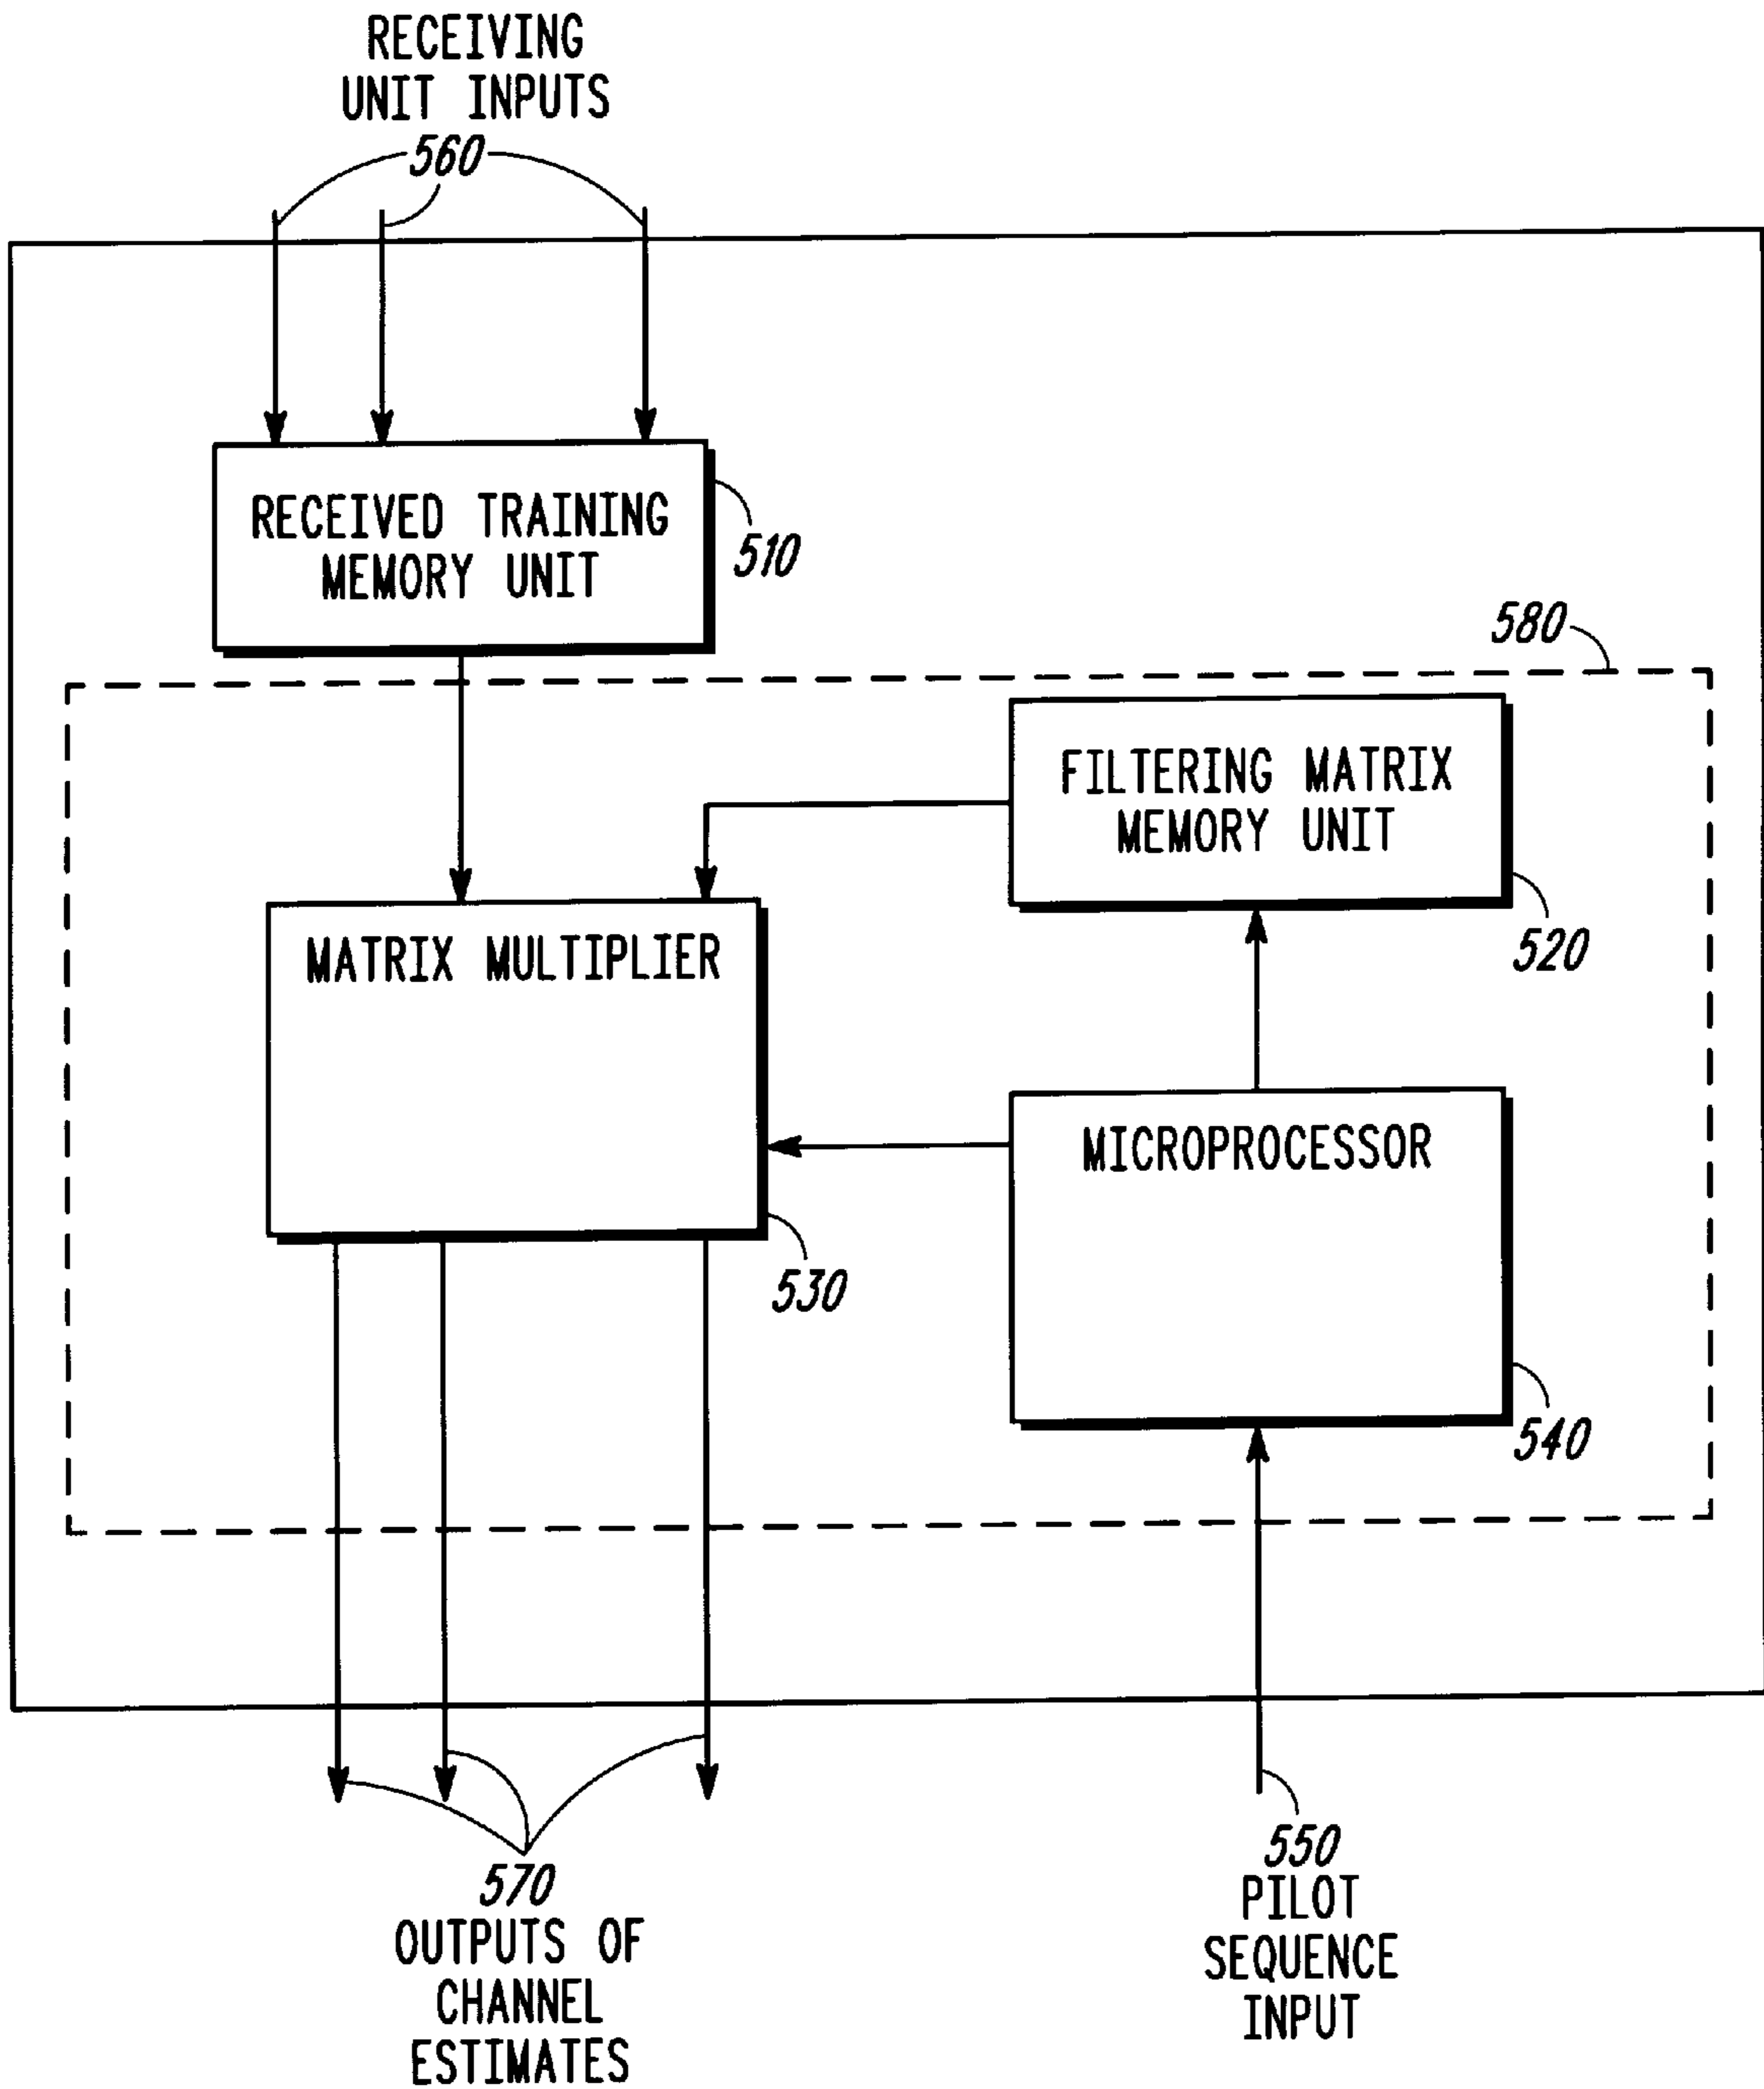 RECEIVING
UNIT INPUTS
560
RECEIVED TRAINING
MEMORY UNIT
510
580
FILTERING MATRIX
MEMORY UNIT
520
MATRIX MULTIPLIER
530
MICROPROCESSOR
540
570
OUTPUTS OF
CHANNEL
ESTIMATES
550
PILOT
SEQUENCE
INPUT